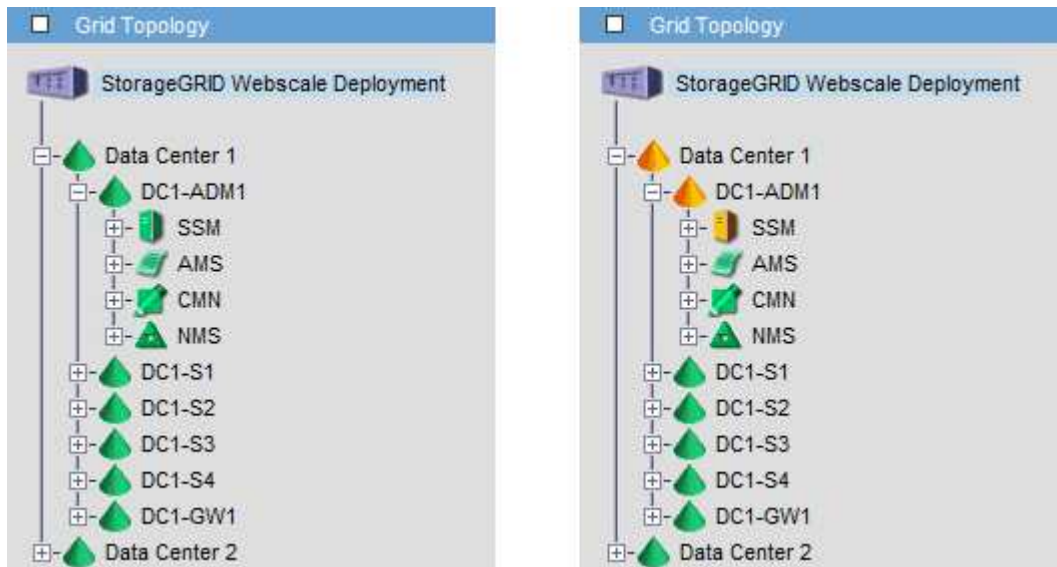 Grid Topology
StorageGRID Webscale Deployment
Data Center 1
DC1-ADM1
SSM
AMS
CMN
NMS
DC1-S1
DC1-S2
DC1-S3
DC1-S4
DC1-GW1
Data Center 2
Grid Topology
StorageGRID Webscale Deployment
Data Center 1
DC1-ADM1
SSM
AMS
CMN
NMS
DC1-S1
DC1-S2
DC1-S3
DC1-S4
DC1-GW1
Data Center 2